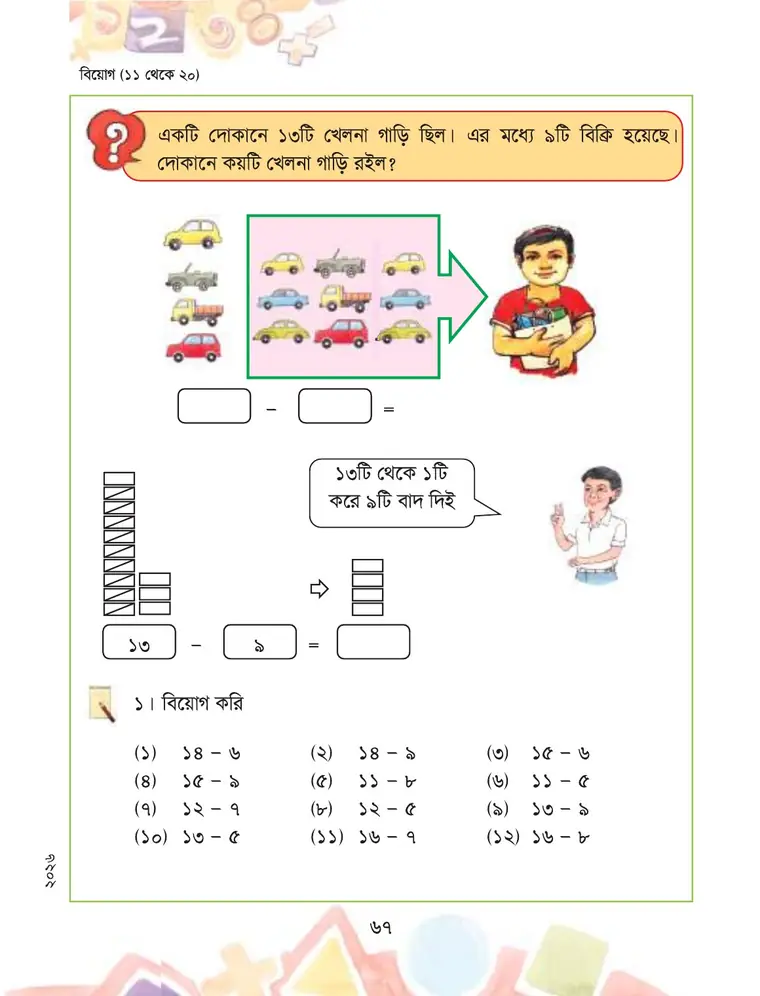 বিয়োগ (১১ থেকে ২০)
একটি দোকানে ১৩টি খেলনা গাড়ি ছিল। এর মধ্যে ৯টি বিক্রি হয়েছে।
দোকানে কয়টি খেলনা গাড়ি রইল?
– =
১৩টি থেকে ১টি
করে ৯টি বাদ দিই
১৩ – ৯ =
১। বিয়োগ করি
(১) ১৪ – ৬ (২) ১৪ – ৯ (৩) ১৫ – ৬
(৪) ১৫ – ৯ (৫) ১১ – ৮ (৬) ১১ – ৫
(৭) ১২ – ৭ (৮) ১২ – ৫ (৯) ১৩ – ৯
(১০) ১৩ – ৫ (১১) ১৬ – ৭ (১২) ১৬ – ৮
২০২৬
৬৭